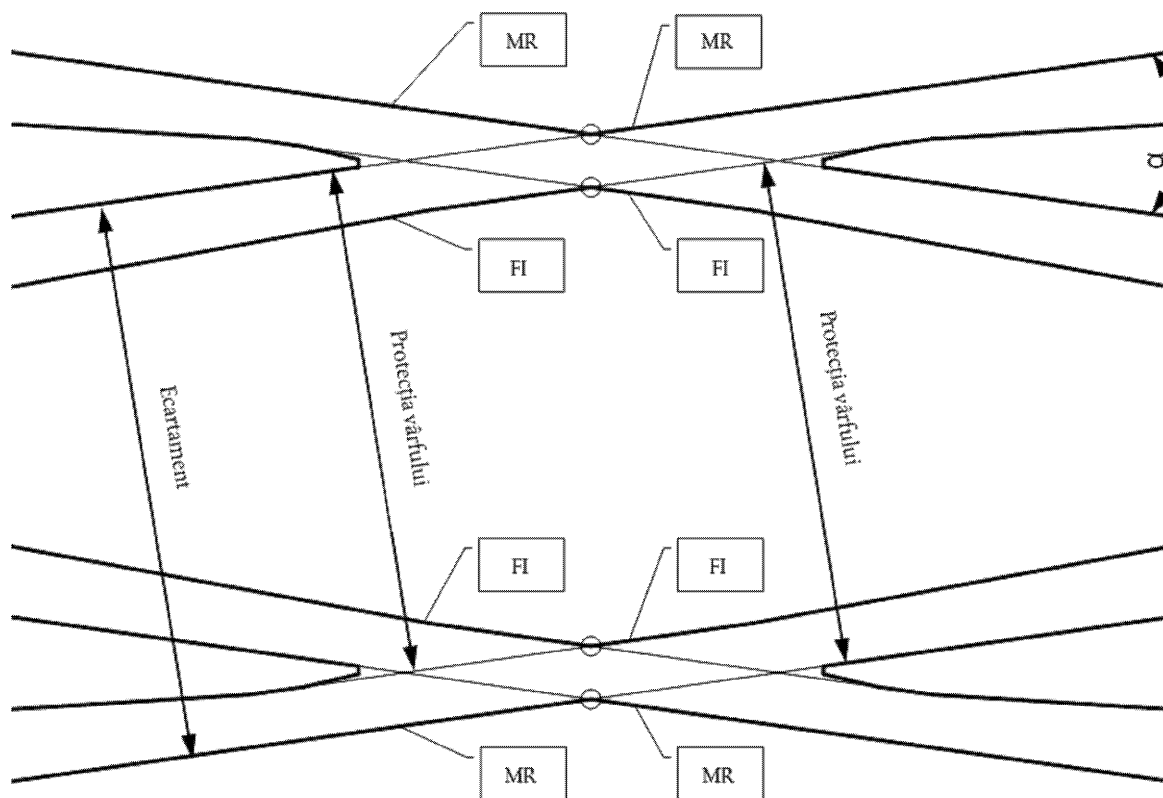 MR
MR
α
FI
FI
Ecartament
Protecția vârfului
Protecția vârfului
FI
FI
MR
MR